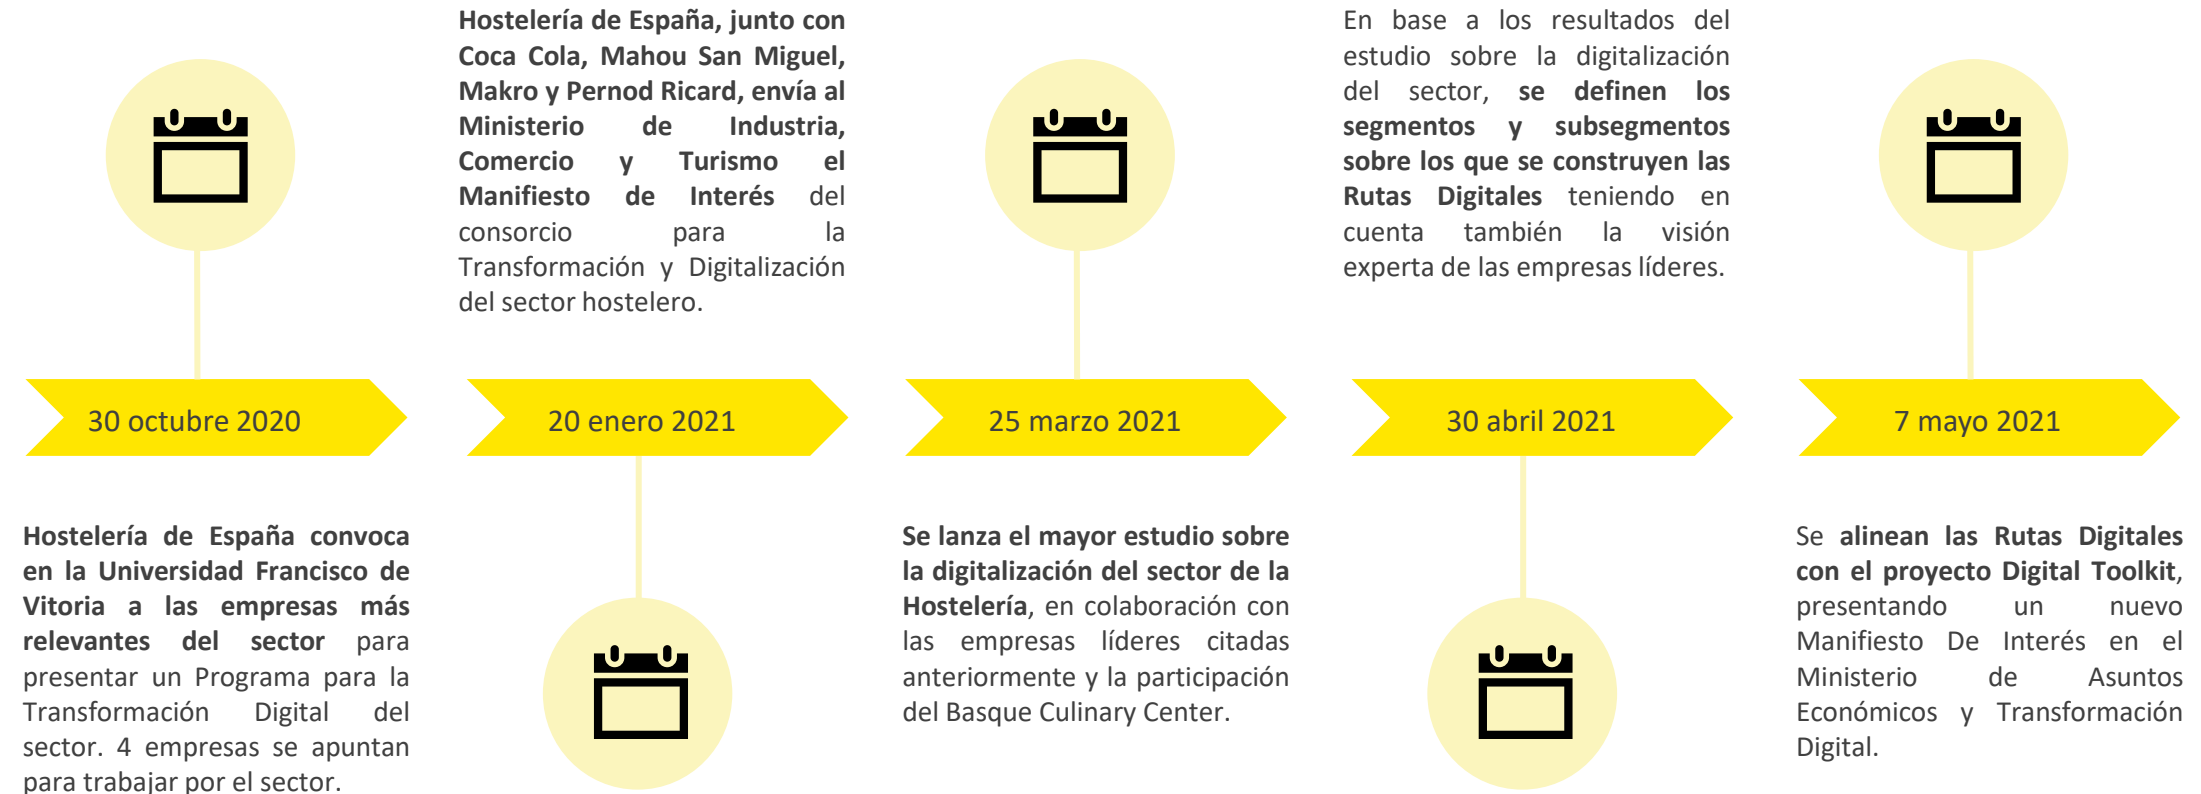 30 octubre 2020
Hostelería de España convoca
en la Universidad Francisco de
Vitoria a las empresas más
relevantes del sector para
presentar un Programa para la
Transformación Digital del
sector. 4 empresas se apuntan
para trabajar por el sector.
Hostelería de España, junto con
Coca Cola, Mahou San Miguel,
Makro y Pernod Ricard, envía al
Ministerio de Industria,
Comercio y Turismo el
Manifiesto de Interés del
consorcio para la
Transformación y Digitalización
del sector hostelero.
20 enero 2021
25 marzo 2021
Se lanza el mayor estudio sobre
la digitalización del sector de la
Hostelería, en colaboración con
las empresas líderes citadas
anteriormente y la participación
del Basque Culinary Center.
En base a los resultados del
estudio sobre la digitalización
del sector, se definen los
segmentos y subsegmentos
sobre los que se construyen las
Rutas Digitales teniendo en
cuenta también la visión
experta de las empresas líderes.
30 abril 2021
7 mayo 2021
Se alinean las Rutas Digitales
con el proyecto Digital Toolkit,
presentando un nuevo
Manifiesto De Interés en el
Ministerio de Asuntos
Económicos y Transformación
Digital.